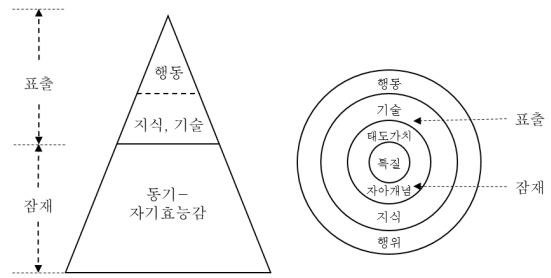 표출
잠재
행동
지식, 기술
동기-
자기효능감
행동
기술
태도가치
특질
자아개념
지식
행위
표출
잠재